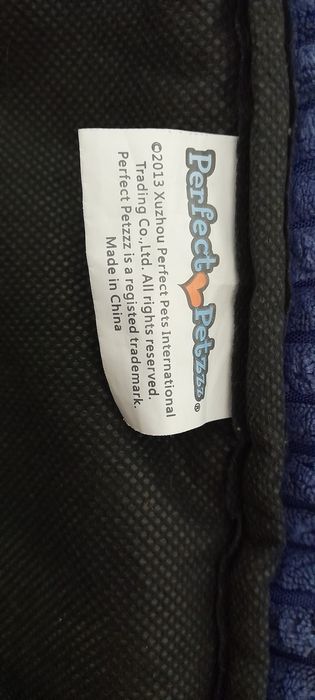 Perfect Petzzz®
©2013 Xuzhou Perfect Pets International
Trading Co.,Ltd. All rights reserved.
Perfect Petzzz is a registed trademark.
Made in China